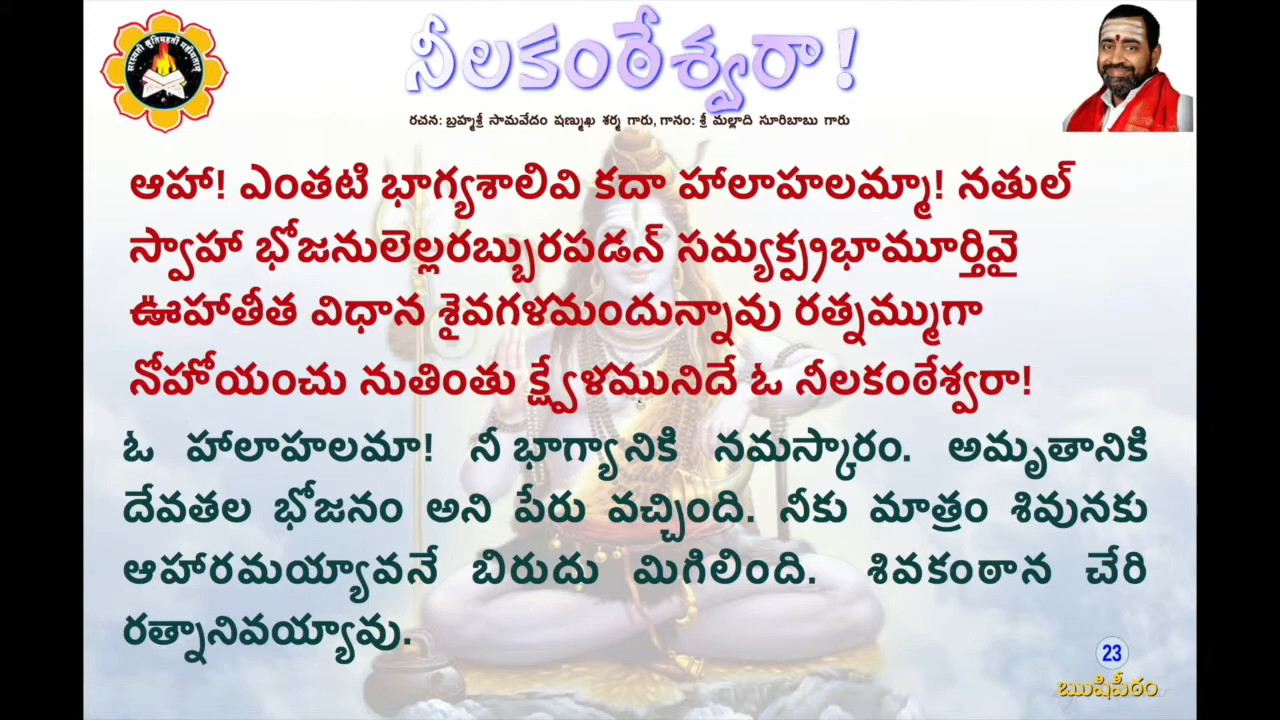 నీలకంఠేశ్వరా!
రచన: బ్రహ్మశ్రీ సామవేదం షణ్ముఖ శర్మ గారు, గానం: శ్రీ మల్లాది సూరిబాబు గారు
ఆహా! ఎంతటి భాగ్యశాలివి కదా హాలాహలమ్మా! నతుల్
స్వాహా భోజనులెల్లరబ్బురపడన్ సమ్యక్ప్రభామూర్తివై
ఊహాతీత విధాన శైవగళమందున్నావు రత్నమ్ముగా
నోహోయంచు నుతింతు క్ష్వేళమునిదే ఓ నీలకంఠేశ్వరా!
ఓ హాలాహలమా! నీ భాగ్యానికి నమస్కారం. అమృతానికి
దేవతల భోజనం అని పేరు వచ్చింది. నీకు మాత్రం శివునకు
ఆహారమయ్యావనే బిరుదు మిగిలింది. శివకంఠాన చేరి
రత్నానివయ్యావు.
23
ఋషిపీఠం